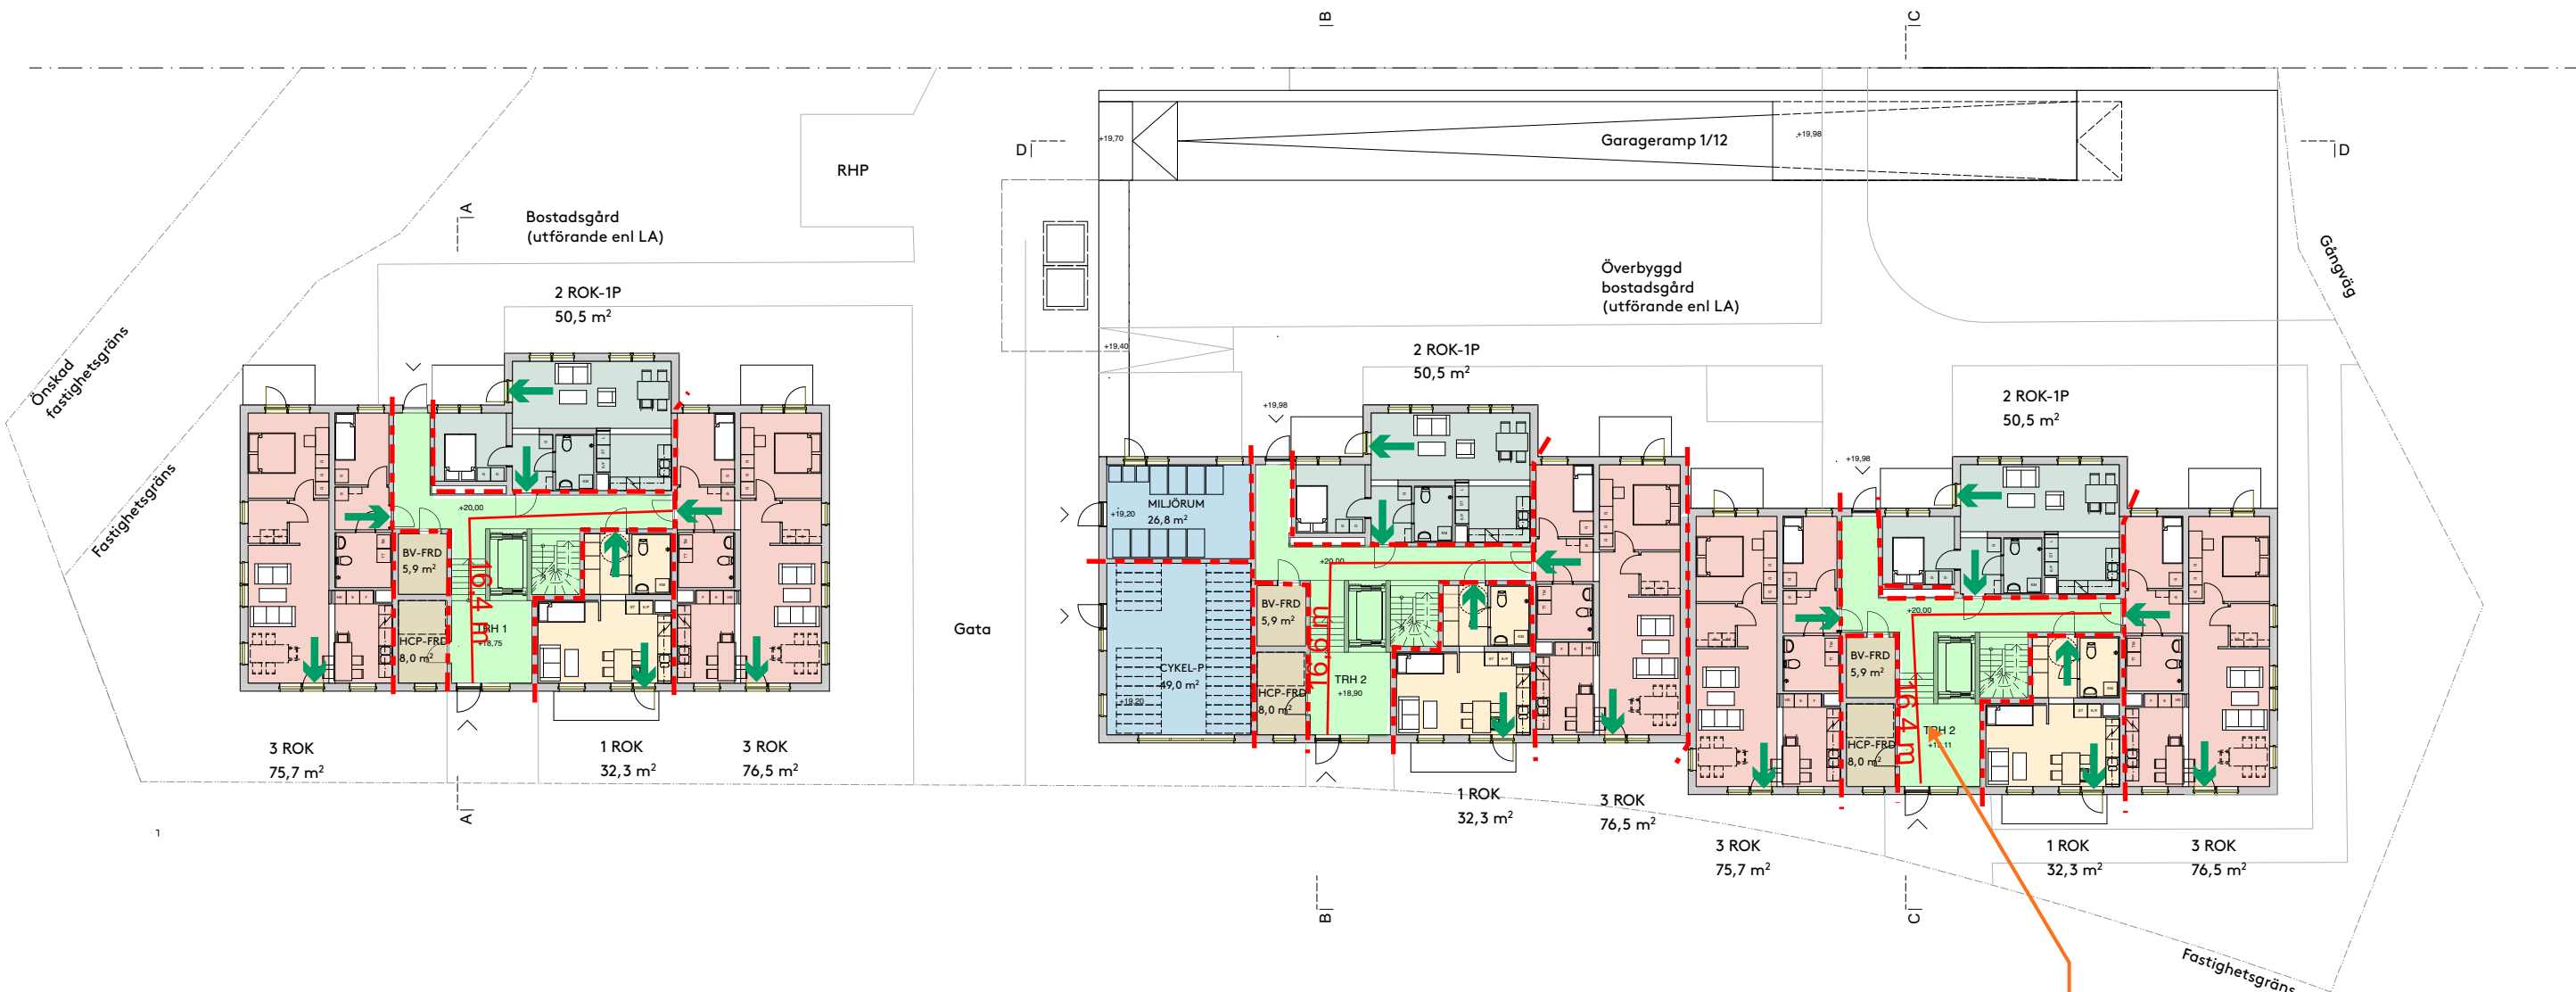 B
C
+19,70
Garageramp 1/12
+19,98
D
D
RHP
A
Bostadsgård
(utförande enl LA)
Gångväg
Överbyggd
bostadsgård
(utförande enl LA)
2 ROK-1P
50,5 m²
+19,40
2 ROK-1P
50,5 m²
2 ROK-1P
50,5 m²
Önskad
fastighetsgräns
Fastighetsgräns
+19,98
+19,98
+20,00
MILJÖRUM
26,8 m²
+19,20
+20,00
+20,00
BV-FRD
5,9 m²
16,4 m
HCP-FRD
8,0 m²
TRH 1
+18,75
Gata
BV-FRD
5,9 m²
16,6 m
CYKEL-P
49,0 m²
+19,20
HCP-FRD
8,0 m²
TRH 2
+18,90
BV-FRD
5,9 m²
16,4 m
HCP-FRD
8,0 m²
TRH 2
3 ROK
75,7 m²
1 ROK
32,3 m²
3 ROK
76,5 m²
1 ROK
32,3 m²
3 ROK
76,5 m²
3 ROK
75,7 m²
1 ROK
32,3 m²
3 ROK
76,5 m²
A
B
C
Fastighetsgräns